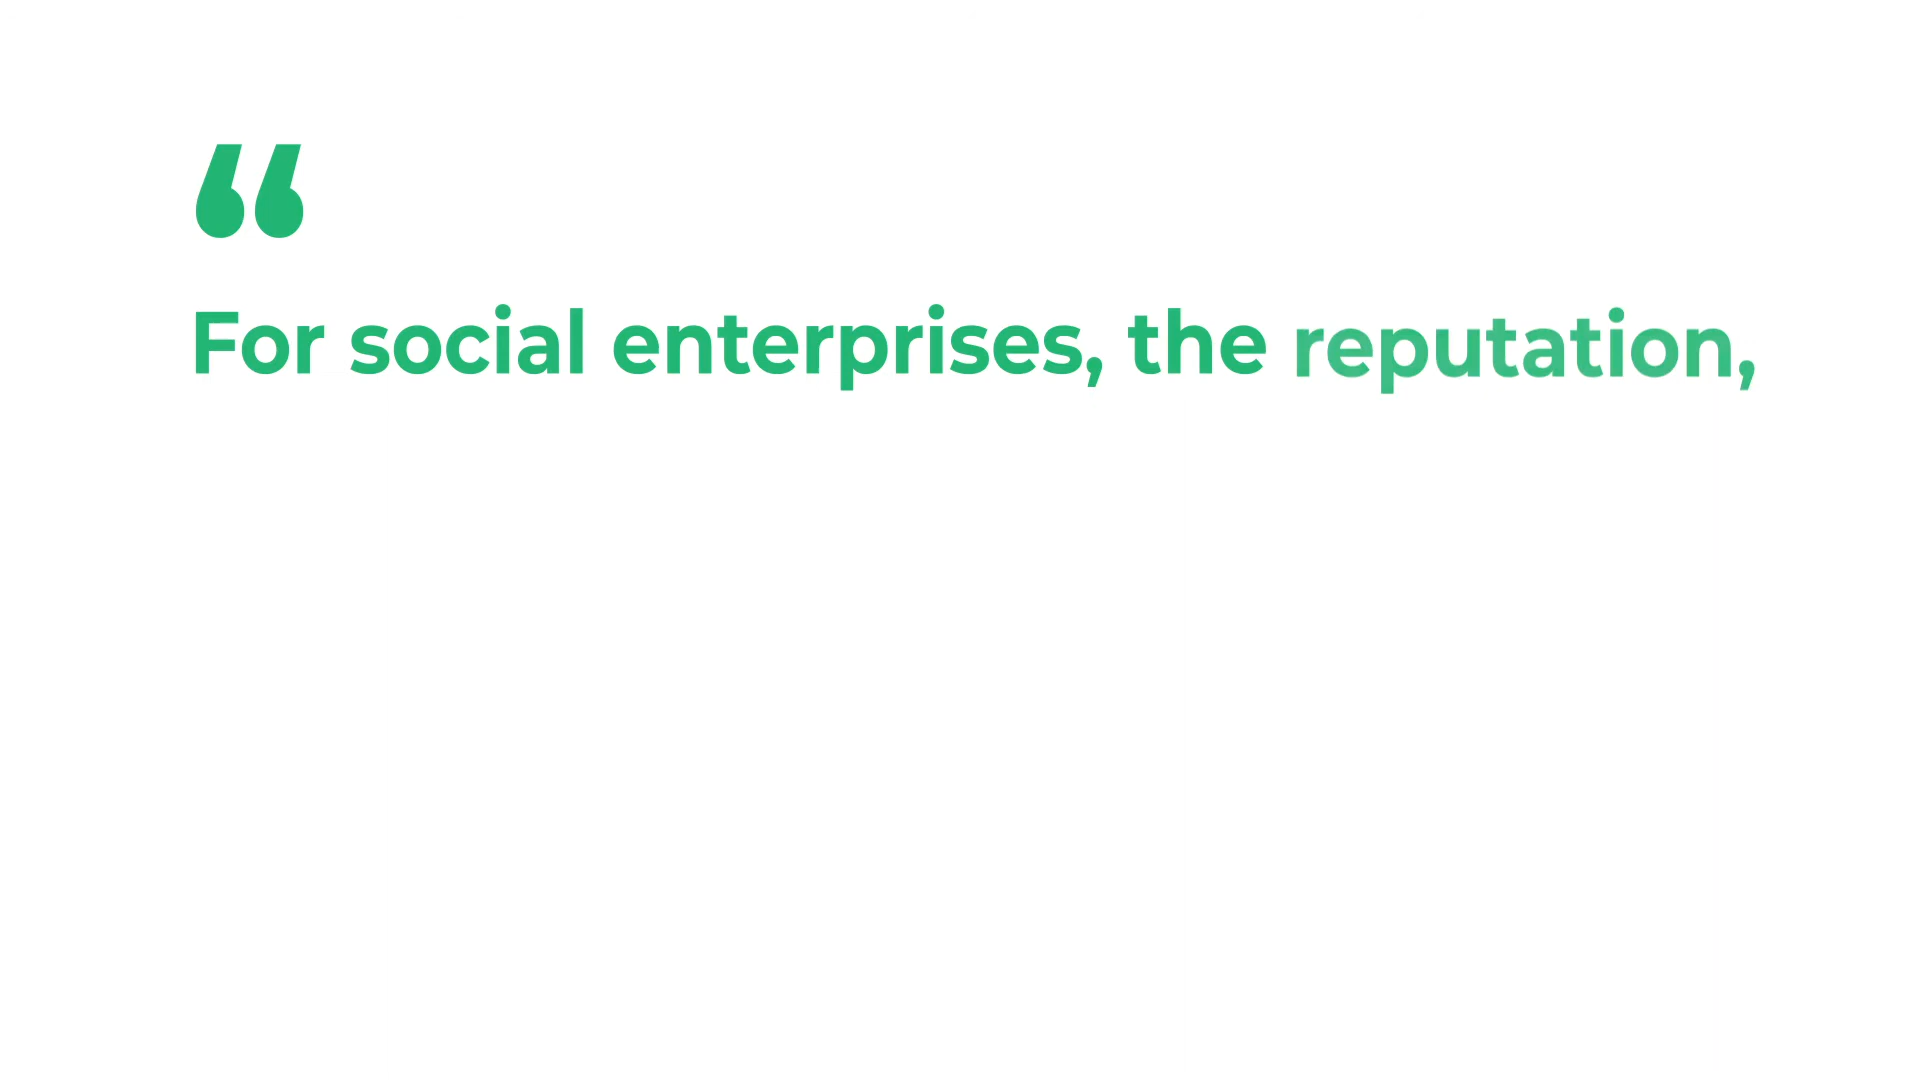 “
For social enterprises, the reputation,